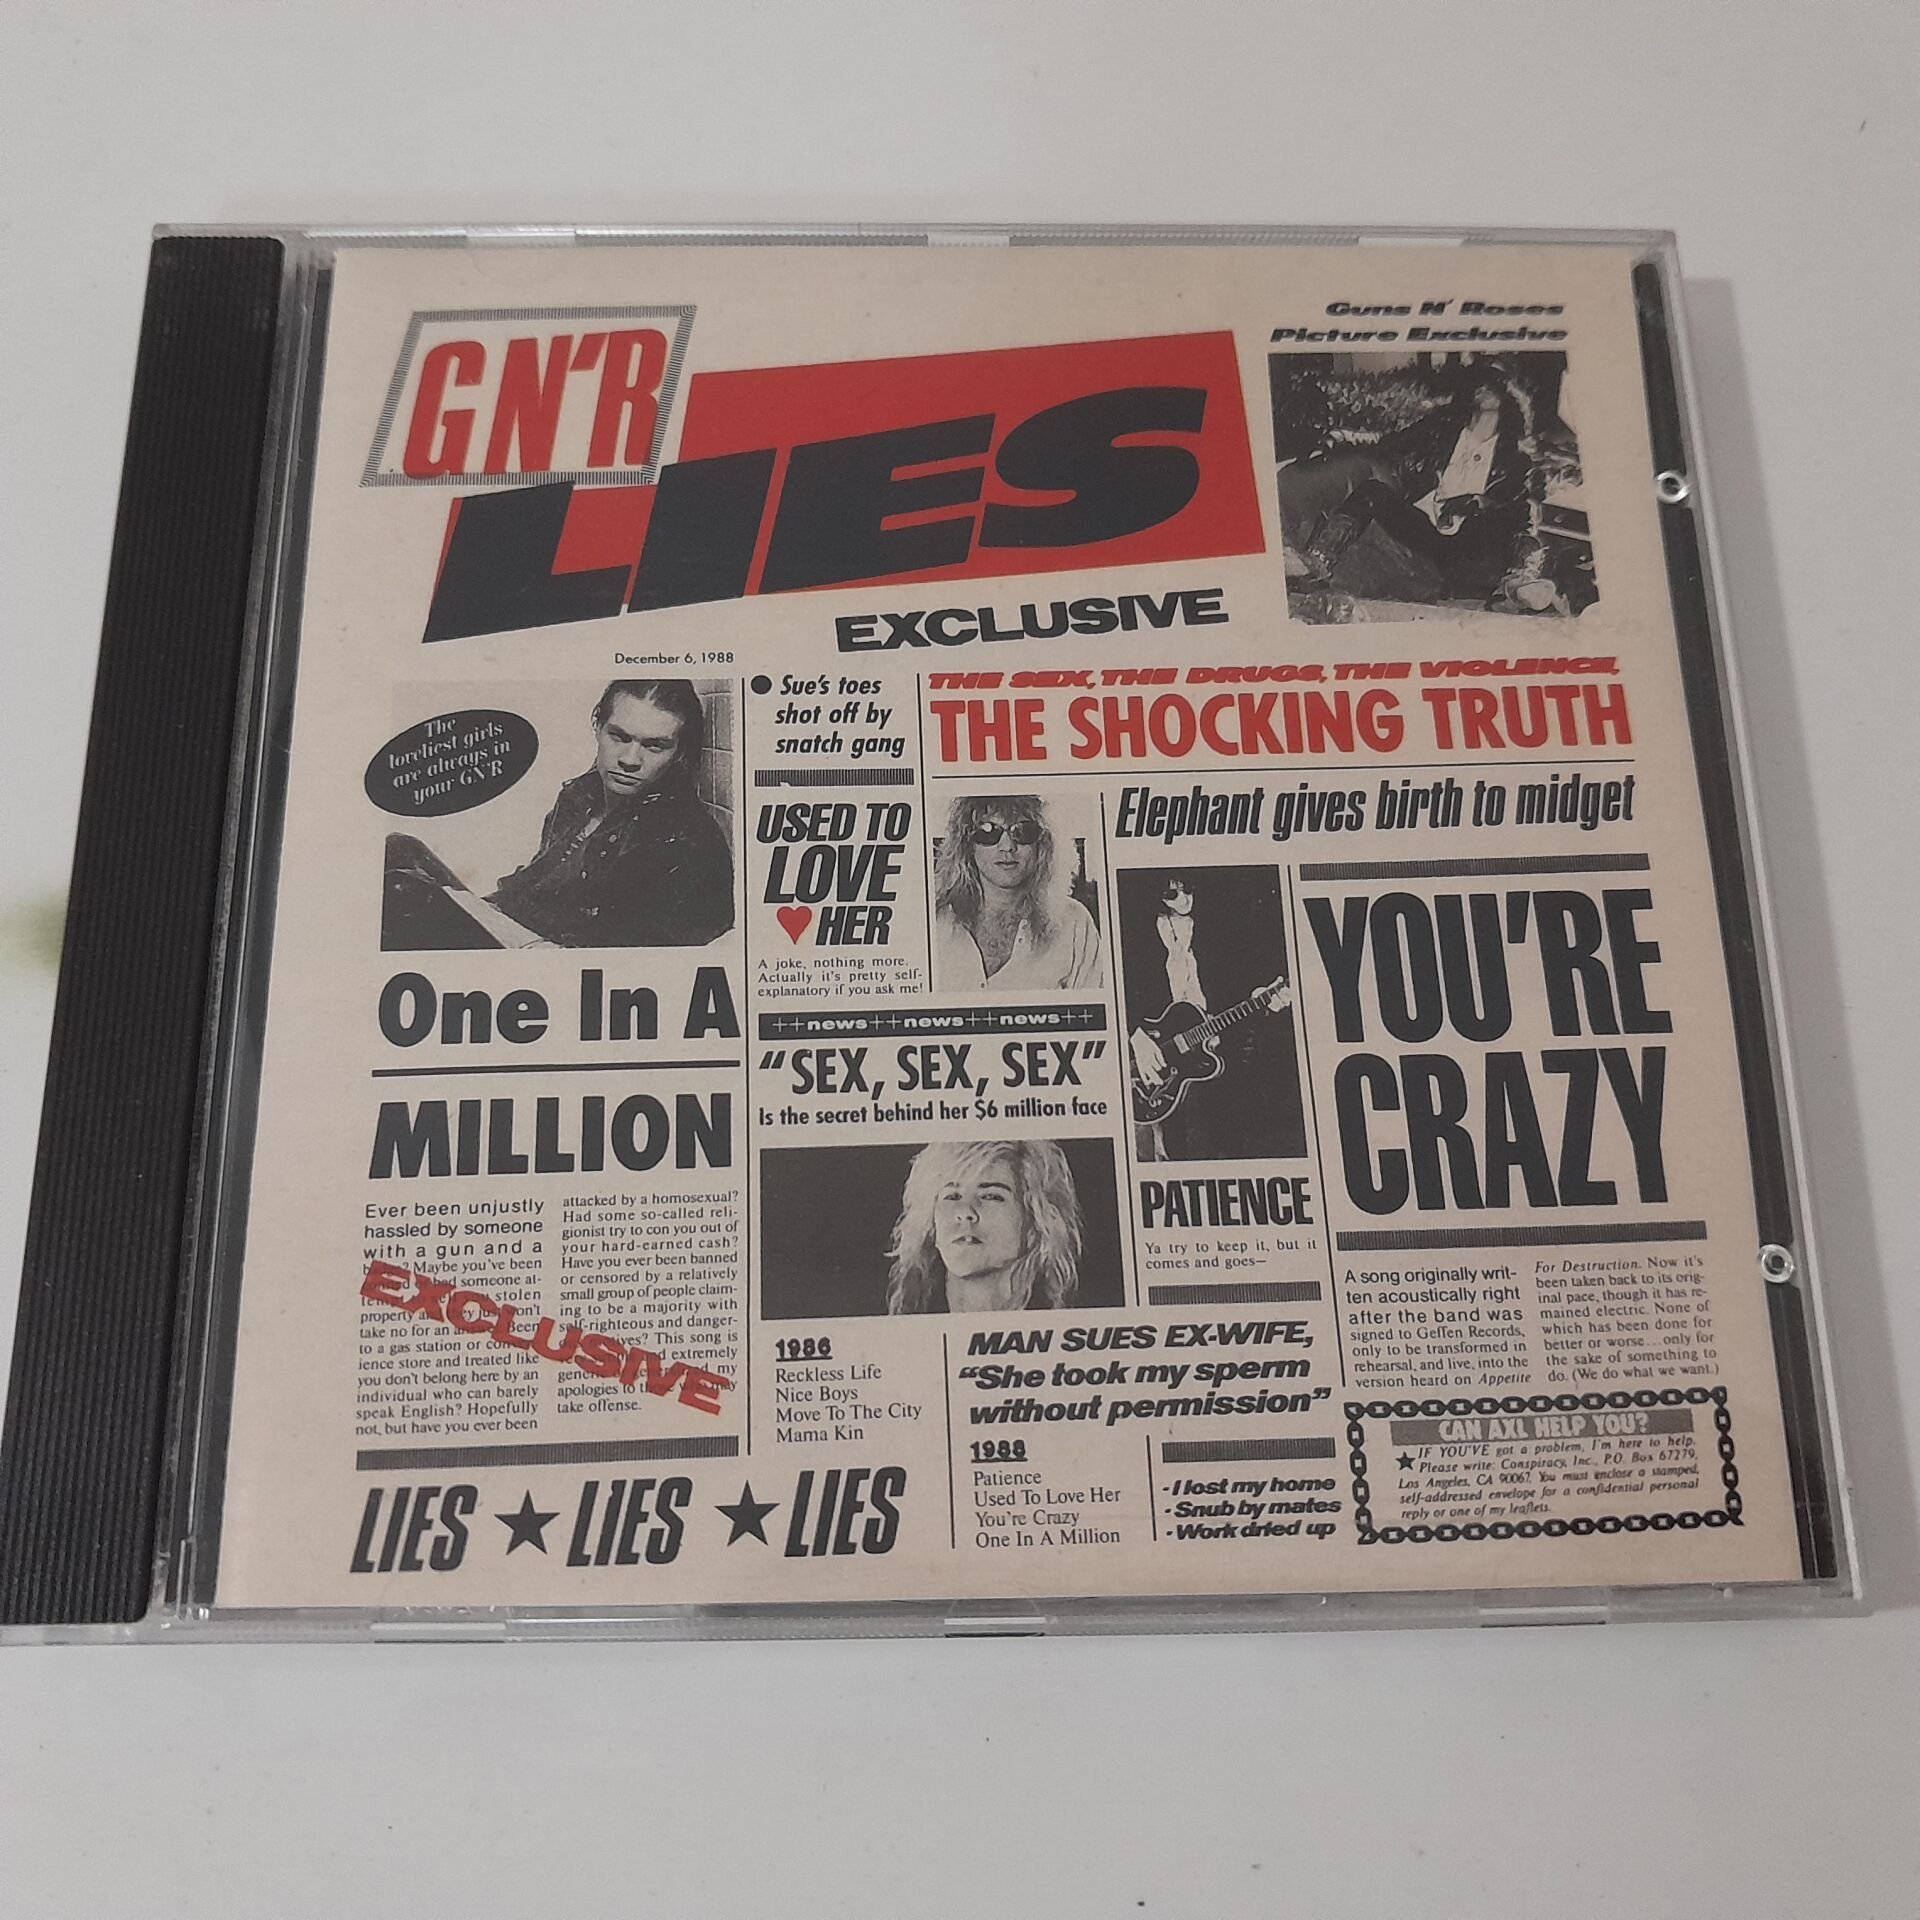 GN'R
LIES
EXCLUSIVE
Guns N' Roses
Picture Exclusive
December 6, 1988
The
loveliest girls
are always in
your GN'R
One In A
MILLION
Ever been unjustly
hassled by someone
with a gun and a
Maybe you've been
someone at-
stolen
property
they just won't
take no for an
Been
to a gas station or
ience store and treated like
you don't belong here by an
individual who can barely
speak English? Hopefully
not, but have you ever been
attacked by a homosexual?
Had some so-called reli-
gionist try to con you out of
your hard-earned cash?
Have you ever been banned
or censored by a relatively
small group of people claim-
ing to be a majority with
self-righteous and danger-
This song is
extremely
my
apologies to
take offense.
EXCLUSIVE
LIES ★ LIES ★ LIES
● Sue's toes
shot off by
snatch gang
USED TO
LOVE
♥ HER
A joke, nothing more.
Actually it's pretty self-
explanatory if you ask me!
THE SEX, THE DRUGS, THE VIOLENCE,
THE SHOCKING TRUTH
Elephant gives birth to midget
++news++news++news++
"SEX, SEX, SEX"
is the secret behind her $6 million face
1986
Reckless Life
Nice Boys
Move To The City
Mama Kin
PATIENCE
Ya try to keep it, but it
comes and goes—
MAN SUES EX-WIFE,
"She took my sperm
without permission"
1988
Patience
Used To Love Her
You're Crazy
One In A Million
- I lost my home
- Snub by mates
- Work dried up
YOU'RE
CRAZY
A song originally writ-
ten acoustically right
after the band was
signed to Geffen Records,
only to be transformed in
rehearsal, and live, into the
version heard on Appetite
For Destruction. Now it's
been taken back to its orig-
inal pace, though it has re-
mained electric. None of
which has been done for
better or worse...only for
the sake of something to
do. (We do what we want.)
CAN AXL HELP YOU?
★ IF YOU'VE got a problem, I'm here to help.
Please write: Conspiracy, Inc., P.O. Box 67279,
Los Angeles, CA 90067. You must enclose a stamped,
self-addressed envelope for a confidential personal
reply or one of my leaflets.